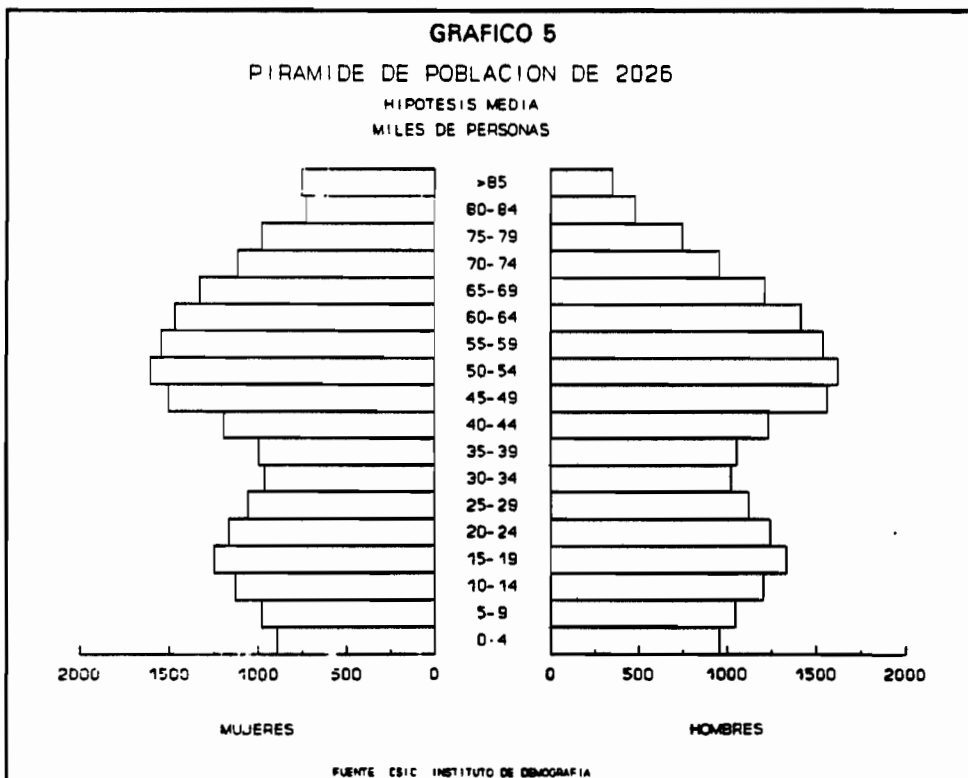 GRAFICO 5
PIRAMIDE DE POBLACION DE 2026
HIPOTESIS MEDIA
MILES DE PERSONAS
>85
80-84
75-79
70-74
65-69
60-64
55-59
50-54
45-49
40-44
35-39
30-34
25-29
20-24
15-19
10-14
5-9
0-4
2000 1500 1000 500 0 0 500 1000 1500 2000
MUJERES HOMBRES
FUENTE CSIC INSTITUTO DE DEMOGRAFIA